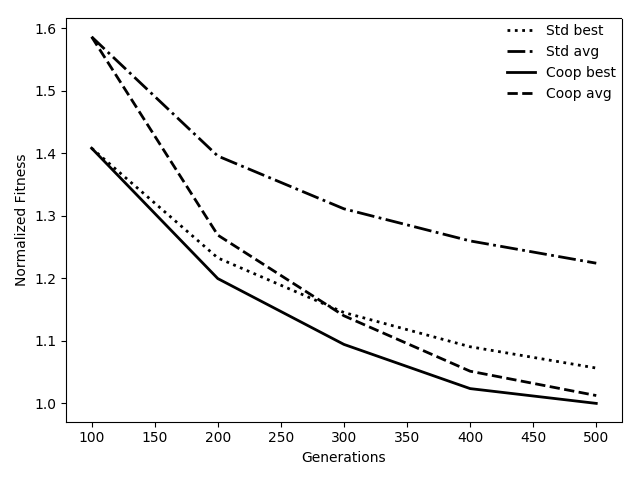 1.6
1.5
1.4
1.3
1.2
1.1
1.0
Normalized Fitness
Std best
Std avg
Coop best
Coop avg
100 150 200 250 300 350 400 450 500
Generations